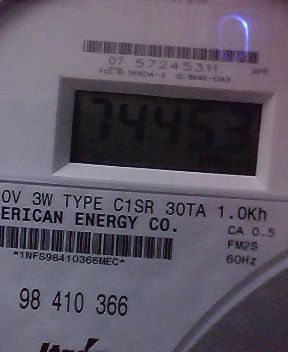 07 57245311
74453
0V 3W TYPE C1SR 30TA 1.0Kh
ERICAN ENERGY CO.
CA 0.5
FM2S
60Hz
*1NFS98410366MEC*
98 410 366